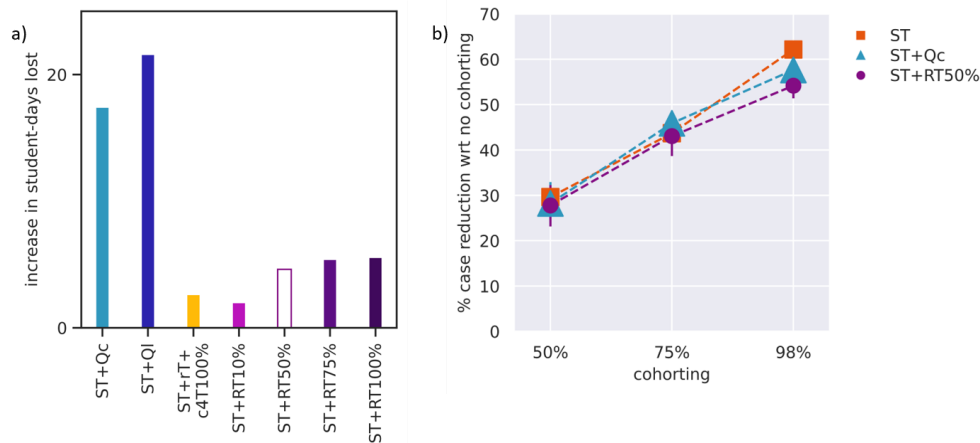 a)
increase in student-days lost
20
0
ST+Qc
ST+Ql
ST+rT+
c4T100%
ST+RT10%
ST+RT50%
ST+RT75%
ST+RT100%
b)
% case reduction wrt no cohorting
70
60
50
40
30
20
10
0
50%
75%
98%
cohorting
ST
ST+Qc
ST+RT50%